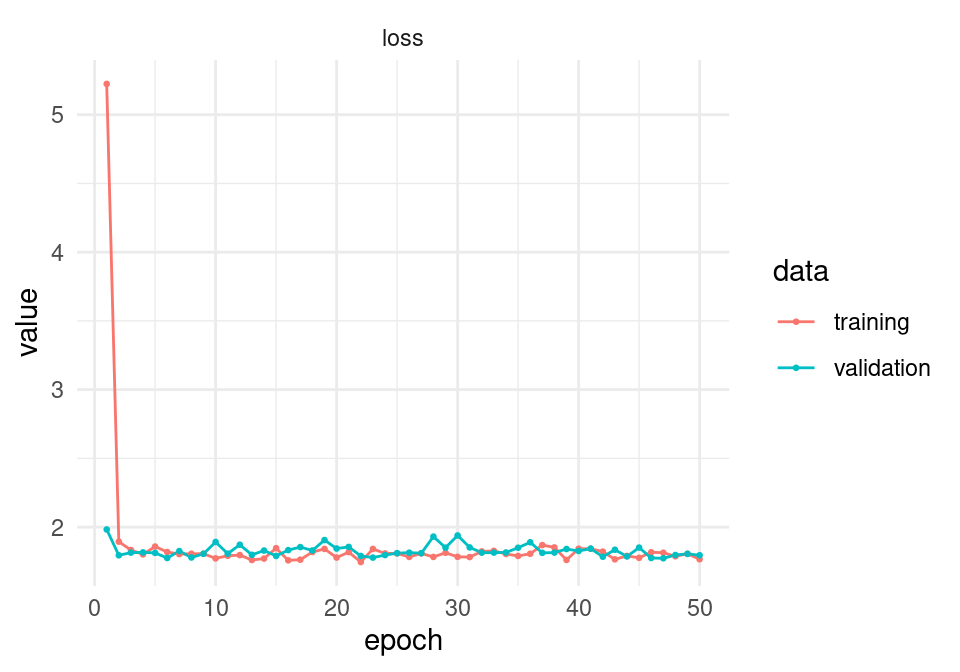 loss
5
4
3
2
value
0 10 20 30 40 50
epoch
data
training
validation